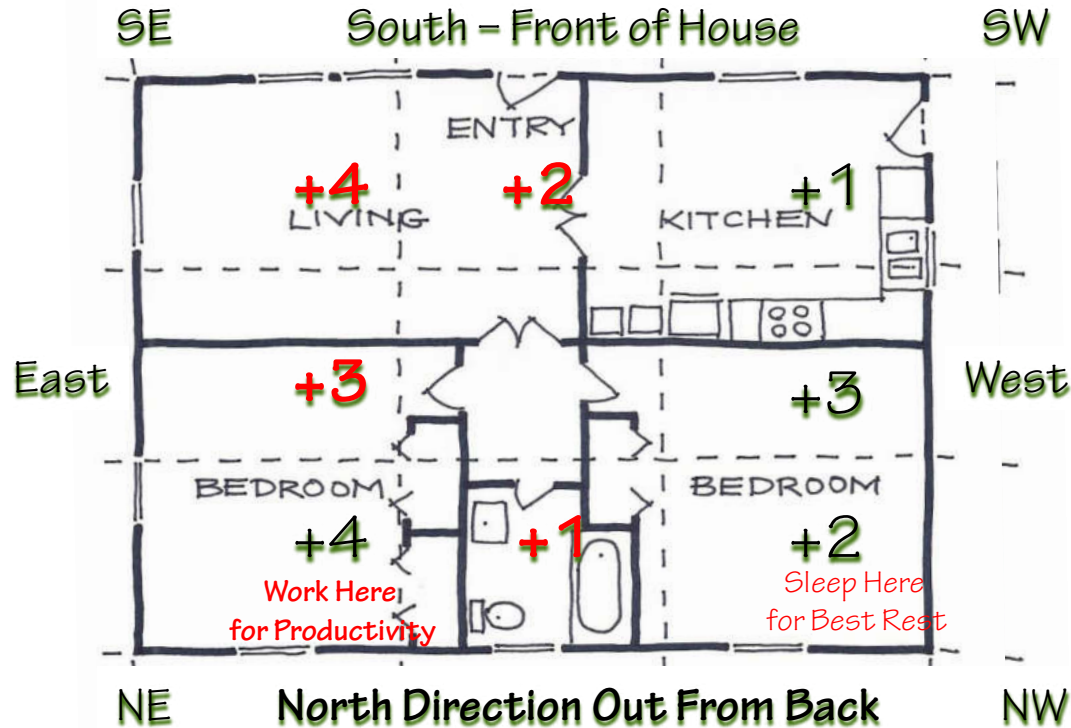 SE South – Front of House SW
ENTRY
+4 +2 +1
LIVING KITCHEN
East +3 +3 West
BEDROOM BEDROOM
+4 +1 +2
Work Here
for Productivity
Sleep Here
for Best Rest
NE North Direction Out From Back NW